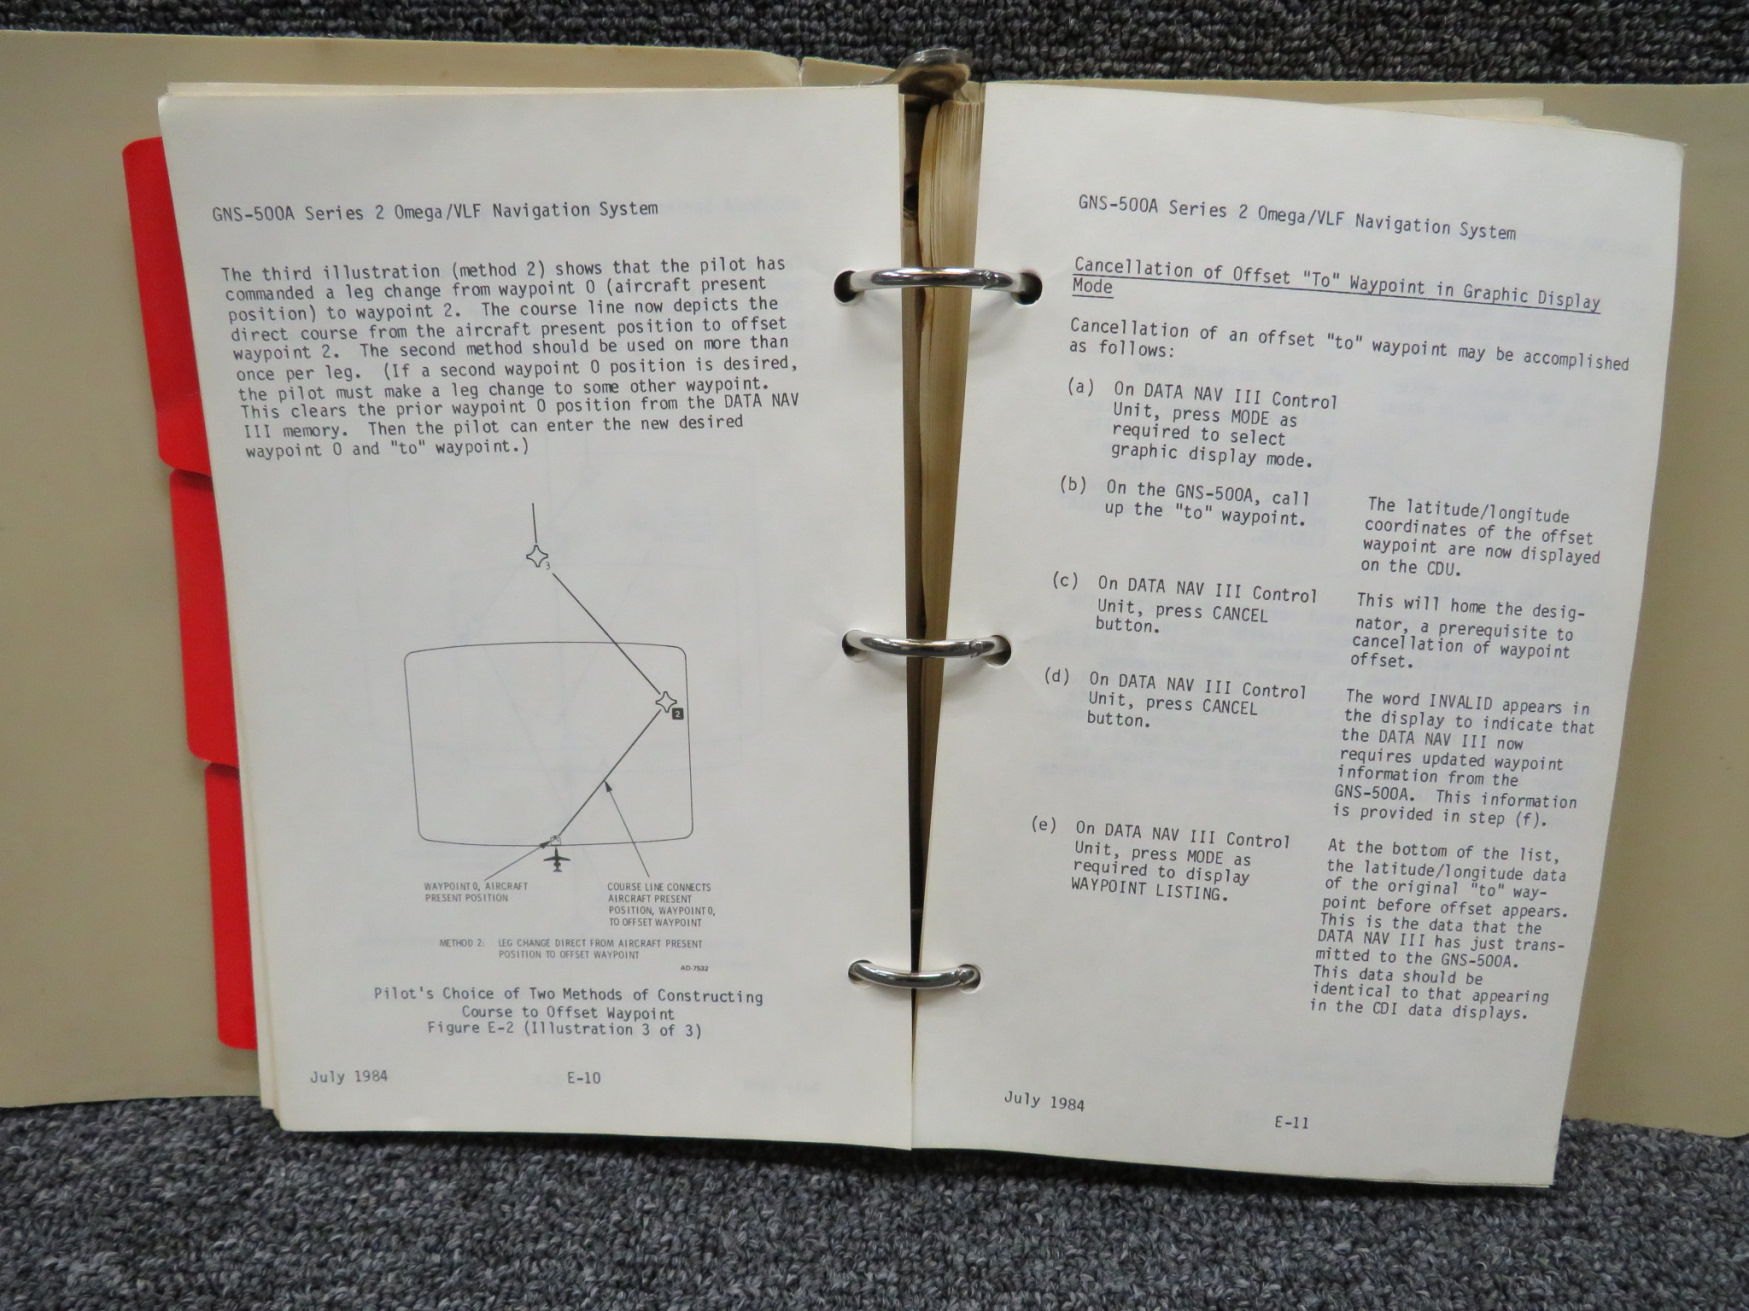 GNS-500A Series 2 Omega/VLF Navigation System
The third illustration (method 2) shows that the pilot has
commanded a leg change from waypoint 0 (aircraft present
position) to waypoint 2.  The course line now depicts the
direct course from the aircraft present position to offset
waypoint 2.  The second method should be used on more than
once per leg.  (If a second waypoint 0 position is desired,
the pilot must make a leg change to some other waypoint.
This clears the prior waypoint 0 position from the DATA NAV
III memory.  Then the pilot can enter the new desired
waypoint 0 and "to" waypoint.)
3
2
WAYPOINT 0, AIRCRAFT
PRESENT POSITION
COURSE LINE CONNECTS
AIRCRAFT PRESENT
POSITION, WAYPOINT 0,
TO OFFSET WAYPOINT
METHOD 2: LEG CHANGE DIRECT FROM AIRCRAFT PRESENT
POSITION TO OFFSET WAYPOINT
AD-7532
Pilot's Choice of Two Methods of Constructing
Course to Offset Waypoint
Figure E-2 (Illustration 3 of 3)
July 1984
E-10
GNS-500A Series 2 Omega/VLF Navigation System
Cancellation of Offset "To" Waypoint in Graphic Display
Mode
Cancellation of an offset "to" waypoint may be accomplished
as follows:
(a) On DATA NAV III Control
Unit, press MODE as
required to select
graphic display mode.
(b) On the GNS-500A, call
up the "to" waypoint.
The latitude/longitude
coordinates of the offset
waypoint are now displayed
on the CDU.
(c) On DATA NAV III Control
Unit, press CANCEL
button.
This will home the desig-
nator, a prerequisite to
cancellation of waypoint
offset.
(d) On DATA NAV III Control
Unit, press CANCEL
button.
The word INVALID appears in
the display to indicate that
the DATA NAV III now
requires updated waypoint
information from the
GNS-500A.  This information
is provided in step (f).
(e) On DATA NAV III Control
Unit, press MODE as
required to display
WAYPOINT LISTING.
At the bottom of the list,
the latitude/longitude data
of the original "to" way-
point before offset appears.
This is the data that the
DATA NAV III has just trans-
mitted to the GNS-500A.
This data should be
identical to that appearing
in the CDI data displays.
July 1984
E-11